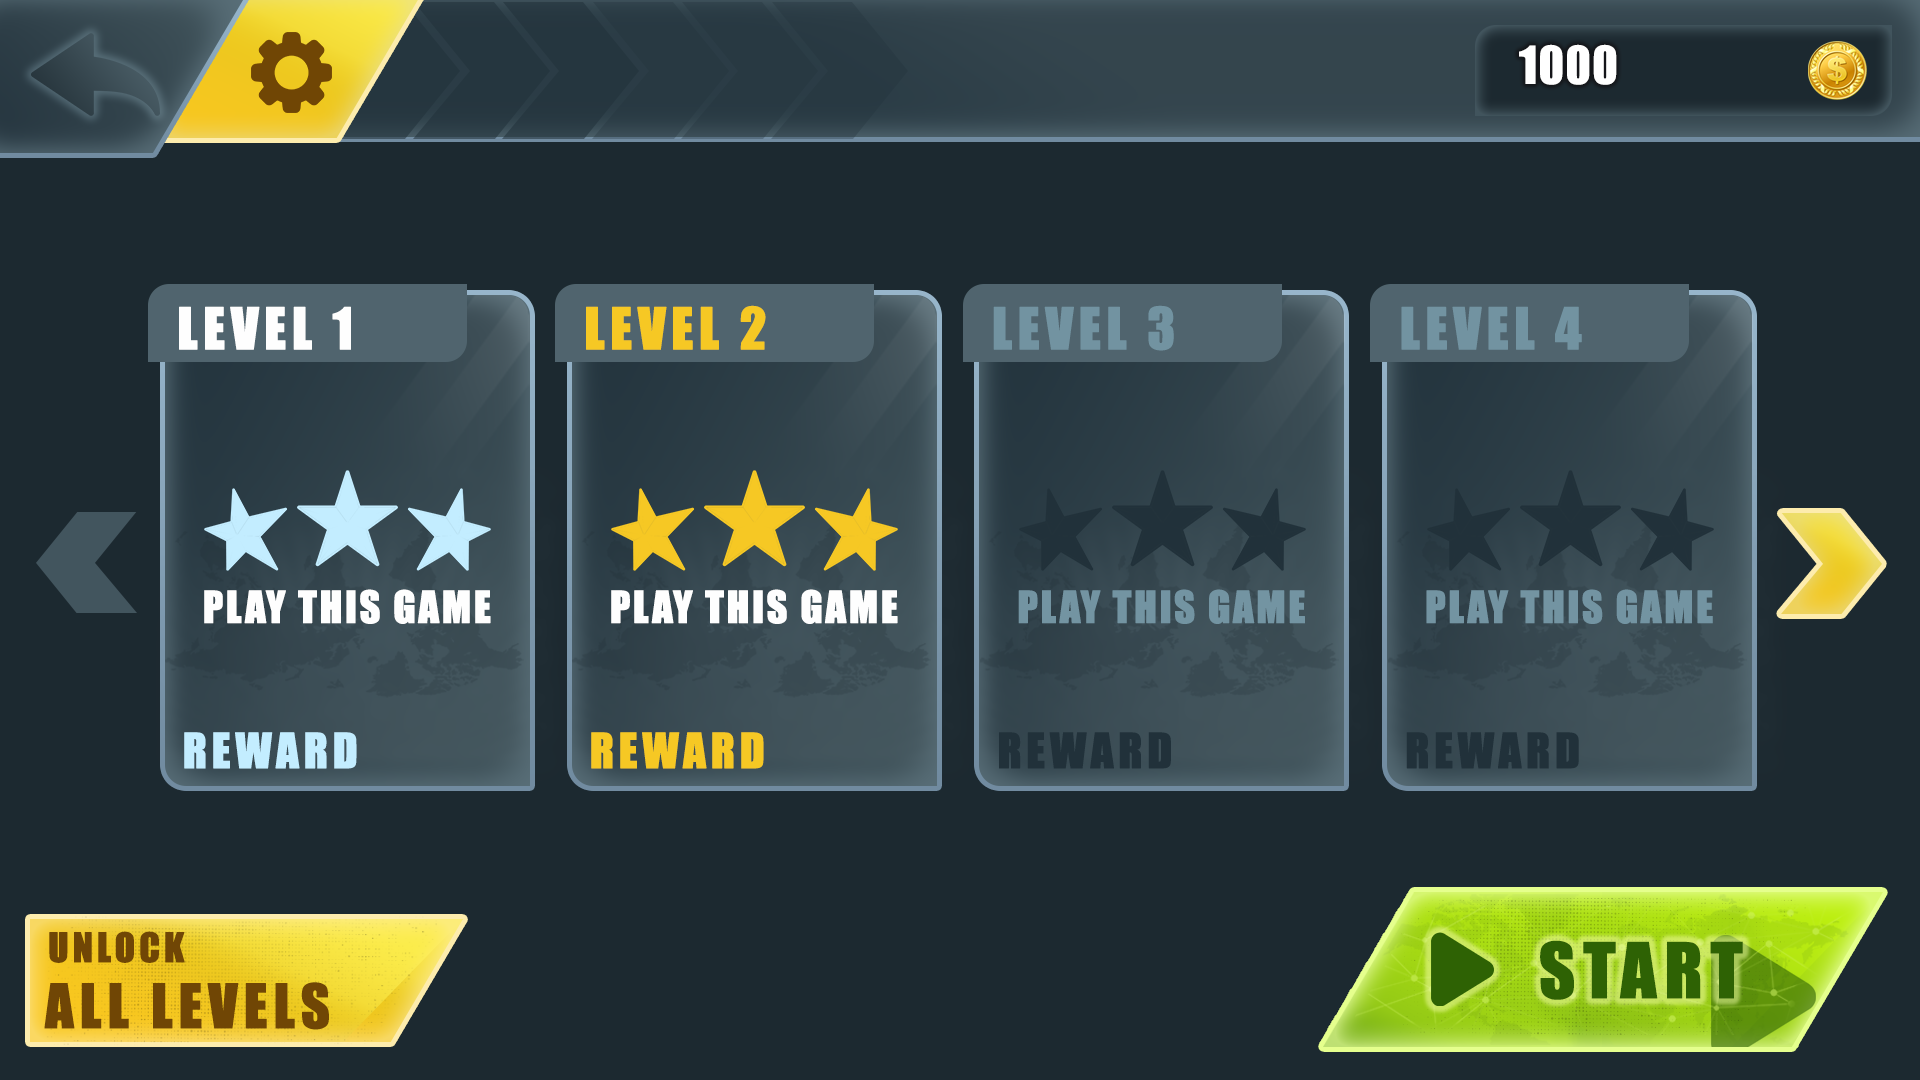 1000
LEVEL 1
PLAY THIS GAME
REWARD
LEVEL 2
PLAY THIS GAME
REWARD
LEVEL 3
PLAY THIS GAME
REWARD
LEVEL 4
PLAY THIS GAME
REWARD
UNLOCK
ALL LEVELS
START